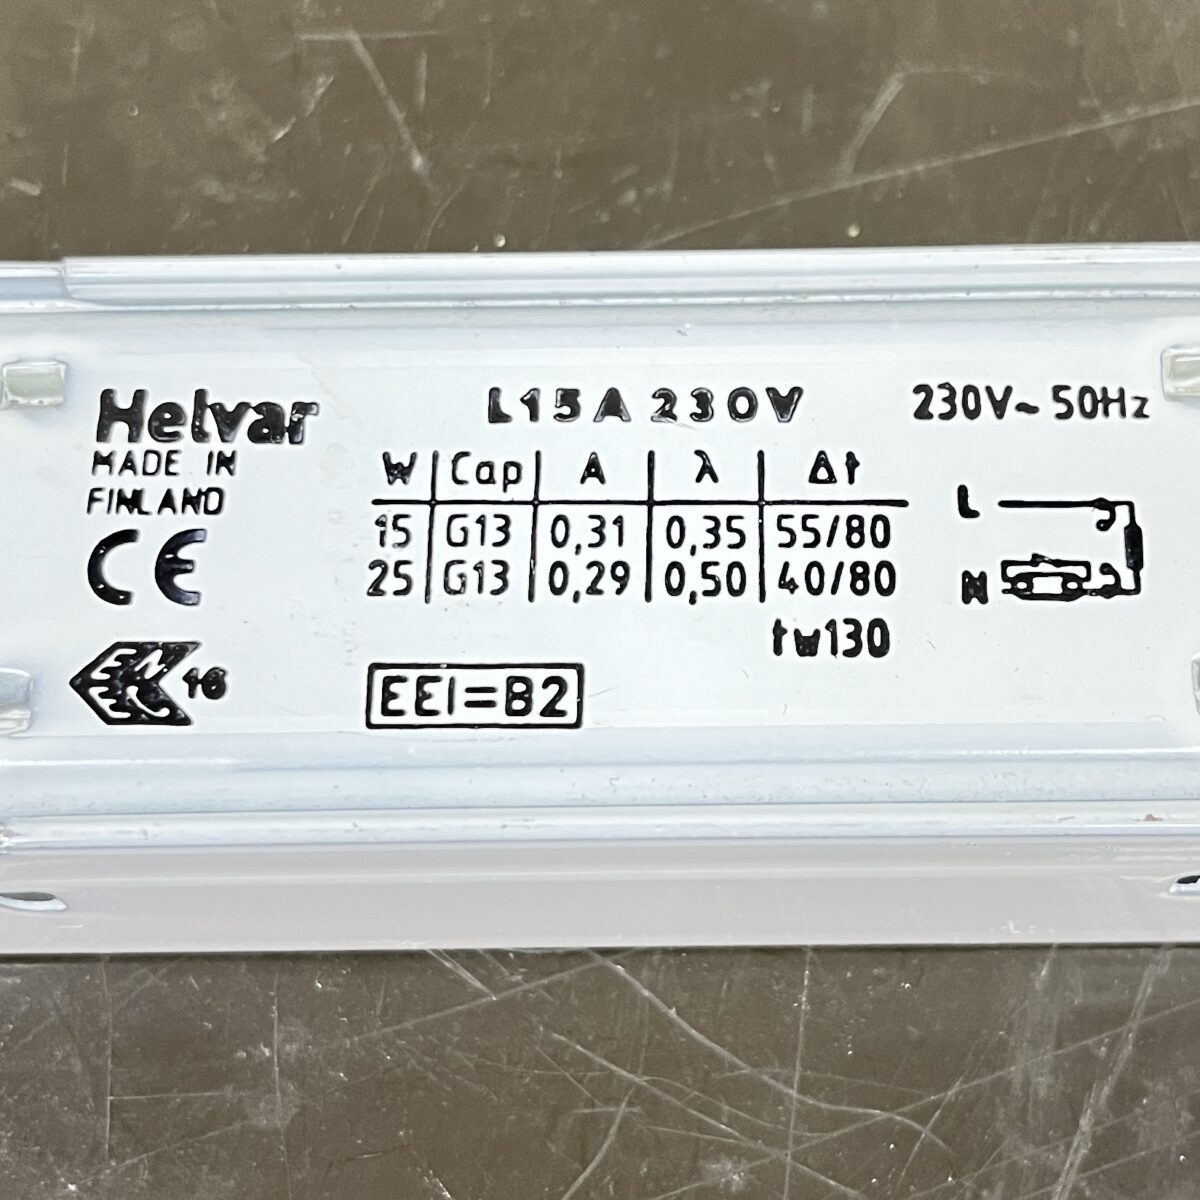 Helvar
MADE IN
FINLAND
CE
16
L15A 230V
230V~ 50Hz
W Cap A λ Δt
15 G13 0,31 0,35 55/80
25 G13 0,29 0,50 40/80
tw130
EEI=B2
L
N